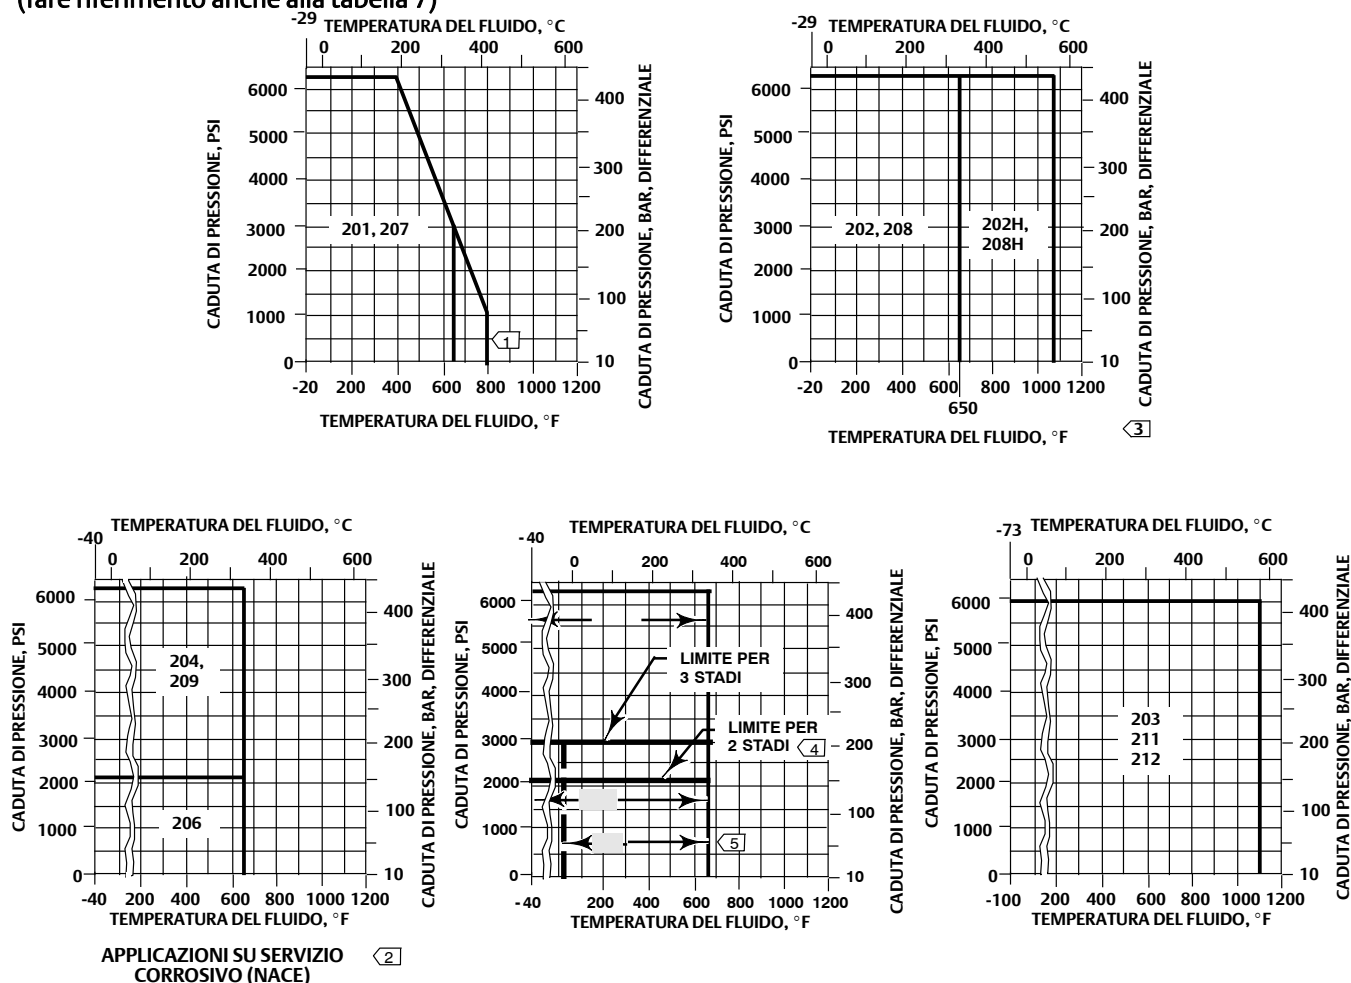 (fare riferimento anche alla tabella 7)
-29 TEMPERATURA DEL FLUIDO, °C
0 200 400 600
CADUTA DI PRESSIONE, PSI
6000
5000
4000
3000
2000
1000
0
201, 207
1
400
300
200
100
10
CADUTA DI PRESSIONE, BAR, DIFFERENZIALE
-20 200 400 600 800 1000 1200
TEMPERATURA DEL FLUIDO, °F
-29 TEMPERATURA DEL FLUIDO, °C
0 200 400 600
CADUTA DI PRESSIONE, PSI
6000
5000
4000
3000
2000
1000
0
202, 208
202H,
208H
400
300
200
100
10
CADUTA DI PRESSIONE, BAR, DIFFERENZIALE
-20 200 400 600 800 1000 1200
650
TEMPERATURA DEL FLUIDO, °F
3
TEMPERATURA DEL FLUIDO, °C
-40 0 200 400 600
CADUTA DI PRESSIONE, PSI
6000
5000
4000
3000
2000
1000
0
204,
209
206
400
300
200
100
10
CADUTA DI PRESSIONE, BAR, DIFFERENZIALE
-40 200 400 600 800 1000 1200
TEMPERATURA DEL FLUIDO, °F
APPLICAZIONI SU SERVIZIO
CORROSIVO (NACE)
2
TEMPERATURA DEL FLUIDO, °C
-40 0 200 400 600
CADUTA DI PRESSIONE, PSI
6000
5000
4000
3000
2000
1000
0
LIMITE PER
3 STADI
LIMITE PER
2 STADI
4
5
400
300
200
100
10
CADUTA DI PRESSIONE, BAR, DIFFERENZIALE
-40 200 400 600 800 1000 1200
TEMPERATURA DEL FLUIDO, °F
-73 TEMPERATURA DEL FLUIDO, °C
0 200 400 600
CADUTA DI PRESSIONE, PSI
6000
5000
4000
3000
2000
1000
0
203
211
212
400
300
200
100
10
CADUTA DI PRESSIONE, BAR, DIFFERENZIALE
-100 200 400 600 800 1000 1200
TEMPERATURA DEL FLUIDO, °F